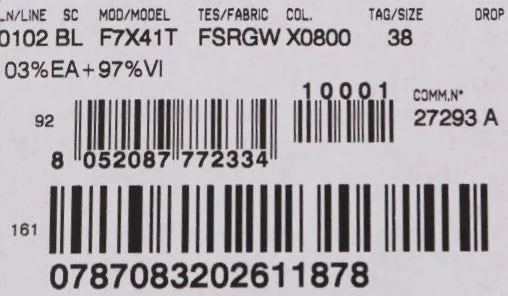 LN/LINE SC MOD/MODEL TES/FABRIC COL. TAG/SIZE DROP
0102 BL F7X41T FSRGW X0800 38
03%EA+97%VI
10001 COMM.N°
92 27293 A
8 052087 772334
161
0787083202611878